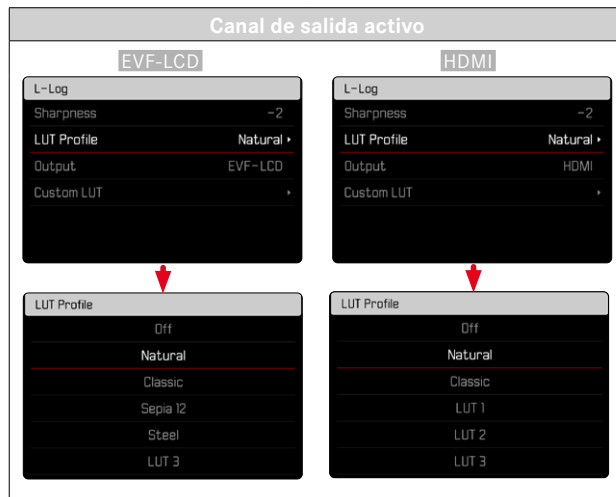 Canal de salida activo
EVF-LCD
L-Log
Sharpness -2
LUT Profile Natural
Output EVF-LCD
Custom LUT
LUT Profile
Off
Natural
Classic
Sepia 12
Steel
LUT 3
HDMI
L-Log
Sharpness -2
LUT Profile Natural
Output HDMI
Custom LUT
LUT Profile
Off
Natural
Classic
LUT 1
LUT 2
LUT 3